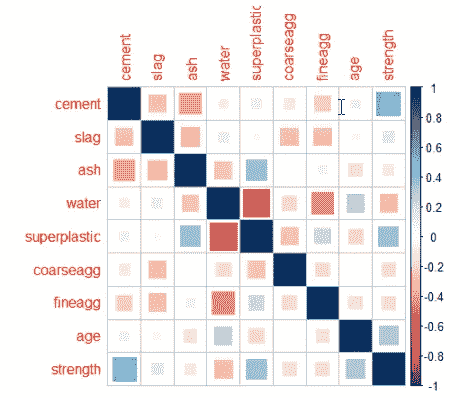 cement slag ash water superplastic coarseagg fineagg age strength
cement
slag
ash
water
superplastic
coarseagg
fineagg
age
strength
1
0.8
0.6
0.4
0.2
0
-0.2
-0.4
-0.6
-0.8
-1